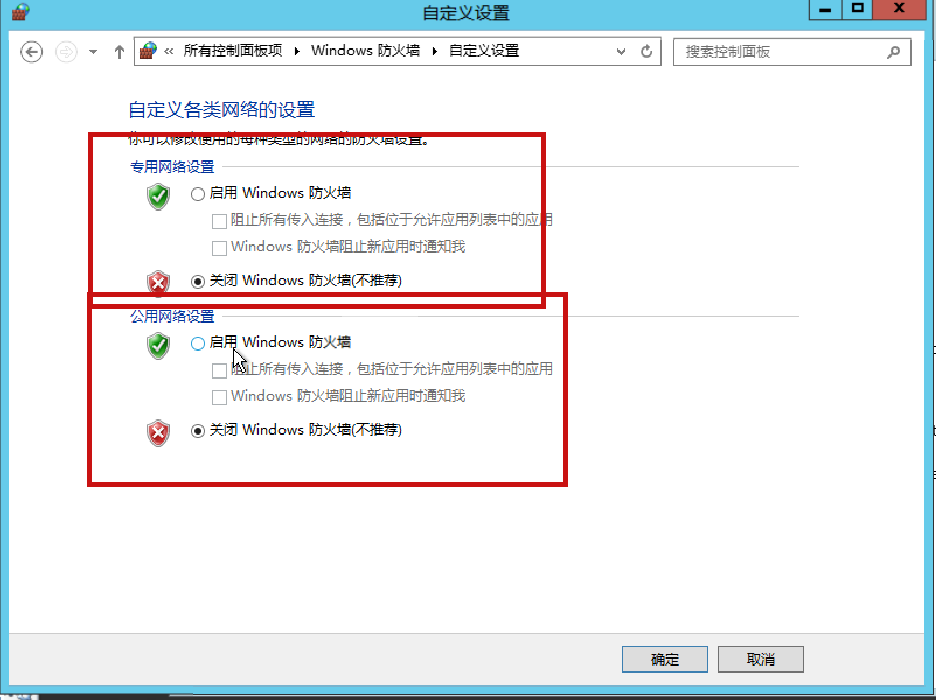 自定义设置
« 所有控制面板项 Windows 防火墙 自定义设置
搜索控制面板
自定义各类网络的设置
你可以修改使用的每种类型的网络的防火墙设置。
专用网络设置
启用 Windows 防火墙
阻止所有传入连接，包括位于允许应用列表中的应用
Windows 防火墙阻止新应用时通知我
关闭 Windows 防火墙(不推荐)
公用网络设置
启用 Windows 防火墙
阻止所有传入连接，包括位于允许应用列表中的应用
Windows 防火墙阻止新应用时通知我
关闭 Windows 防火墙(不推荐)
确定
取消